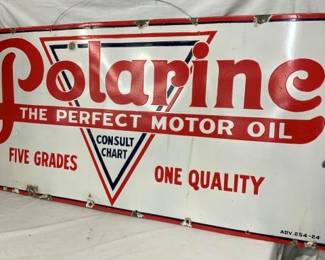 Polarine
THE PERFECT MOTOR OIL
CONSULT
CHART
FIVE GRADES
ONE QUALITY
ADV. 254-24